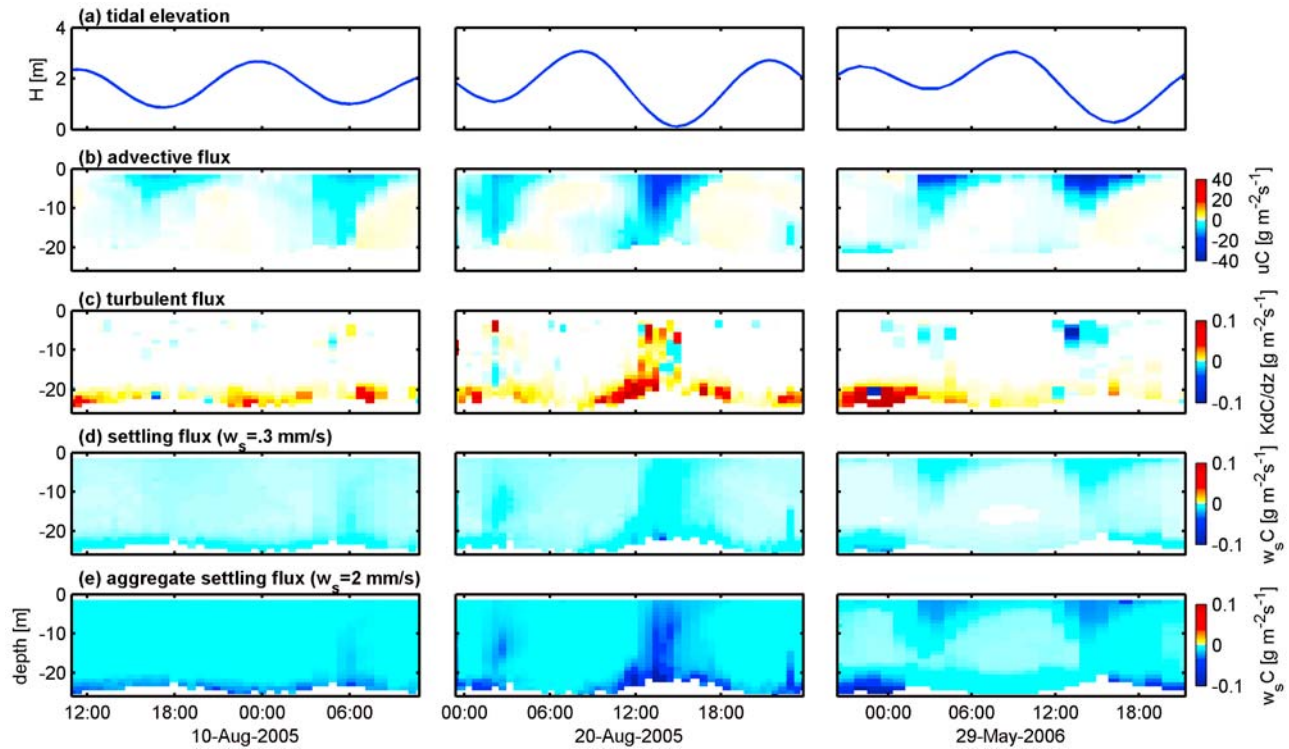 (a) tidal elevation
4
2
0
H [m]
(b) advective flux
0
-10
-20
40
20
0
-20
-40
uC [g m-2s-1]
(c) turbulent flux
0
-10
-20
0.1
0
-0.1
KdC/dz [g m-2s-1]
(d) settling flux (ws=.3 mm/s)
0
-10
-20
0.1
0
-0.1
wsC [g m-2s-1]
(e) aggregate settling flux (ws=2 mm/s)
0
-10
-20
depth [m]
0.1
0
-0.1
wsC [g m-2s-1]
12:00 18:00 00:00 06:00 00:00 06:00 12:00 18:00 00:00 06:00 12:00 18:00
10-Aug-2005 20-Aug-2005 29-May-2006